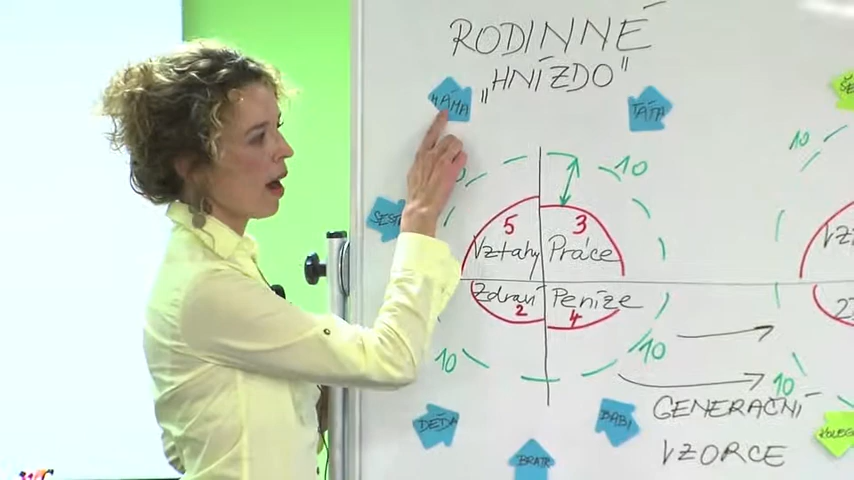 RODINNÉ
„HNÍZDO"
MÁMA
TÁTA
10
10
5
3
Vztahy
Práce
Zdraví
Peníze
2
4
10
10
10
GENERAČNÍ
VZORCE
DĚDA
BRATR
BABI